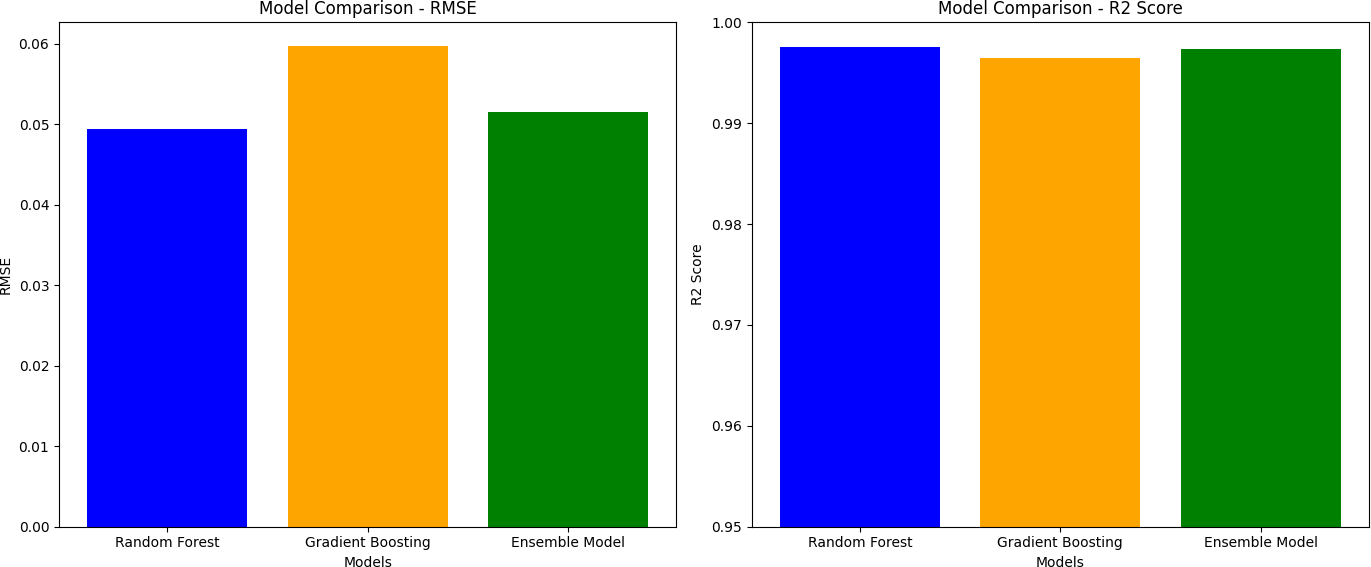 Model Comparison - RMSE
0.06
0.05
0.04
0.03
0.02
0.01
0.00
RMSE
Random Forest
Gradient Boosting
Ensemble Model
Models
Model Comparison - R2 Score
1.00
0.99
0.98
0.97
0.96
0.95
R2 Score
Random Forest
Gradient Boosting
Ensemble Model
Models